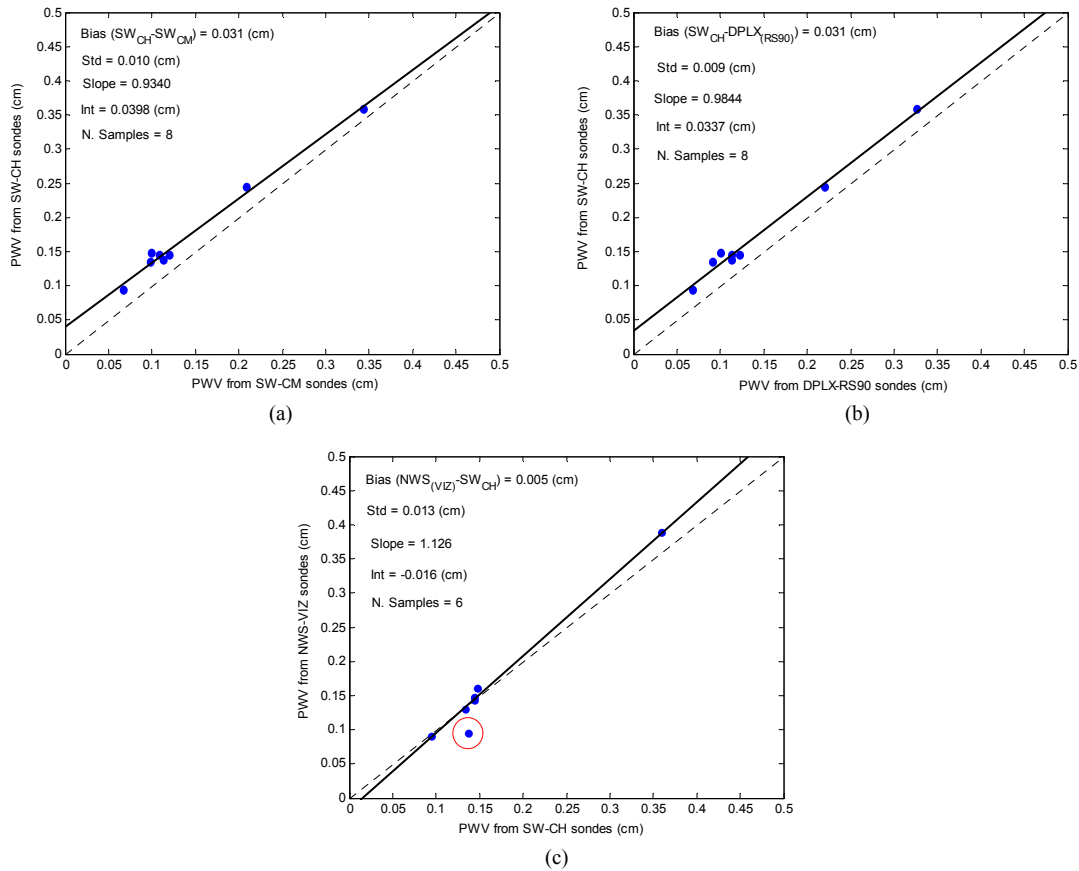 Bias (SW_CH-SW_CM) = 0.031 (cm)
Std = 0.010 (cm)
Slope = 0.9340
Int = 0.0398 (cm)
N. Samples = 8
PWV from SW-CH sondes (cm)
0.5
0.45
0.4
0.35
0.3
0.25
0.2
0.15
0.1
0.05
0
0 0.05 0.1 0.15 0.2 0.25 0.3 0.35 0.4 0.45 0.5
PWV from SW-CM sondes (cm)
(a)
Bias (SW_CH-DPLX_(RS90)) = 0.031 (cm)
Std = 0.009 (cm)
Slope = 0.9844
Int = 0.0337 (cm)
N. Samples = 8
PWV from SW-CH sondes (cm)
0.5
0.45
0.4
0.35
0.3
0.25
0.2
0.15
0.1
0.05
0
0 0.05 0.1 0.15 0.2 0.25 0.3 0.35 0.4 0.45 0.5
PWV from DPLX-RS90 sondes (cm)
(b)
Bias (NWS_(VIZ)-SW_CH) = 0.005 (cm)
Std = 0.013 (cm)
Slope = 1.126
Int = -0.016 (cm)
N. Samples = 6
PWV from NWS-VIZ sondes (cm)
0.5
0.45
0.4
0.35
0.3
0.25
0.2
0.15
0.1
0.05
0
0 0.05 0.1 0.15 0.2 0.25 0.3 0.35 0.4 0.45 0.5
PWV from SW-CH sondes (cm)
(c)